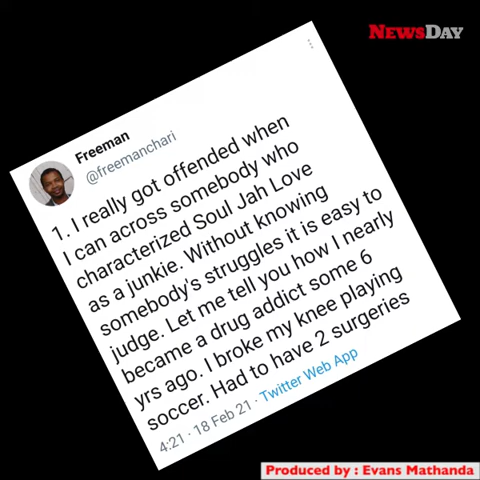 NEWSDAY
Freeman
@freemanchari
1. I really got offended when
I can across somebody who
characterized Soul Jah Love
as a junkie. Without knowing
somebody's struggles it is easy to
judge. Let me tell you how I nearly
became a drug addict some 6
yrs ago. I broke my knee playing
soccer. Had to have 2 surgeries
4:21 · 18 Feb 21 · Twitter Web App
Produced by : Evans Mathanda